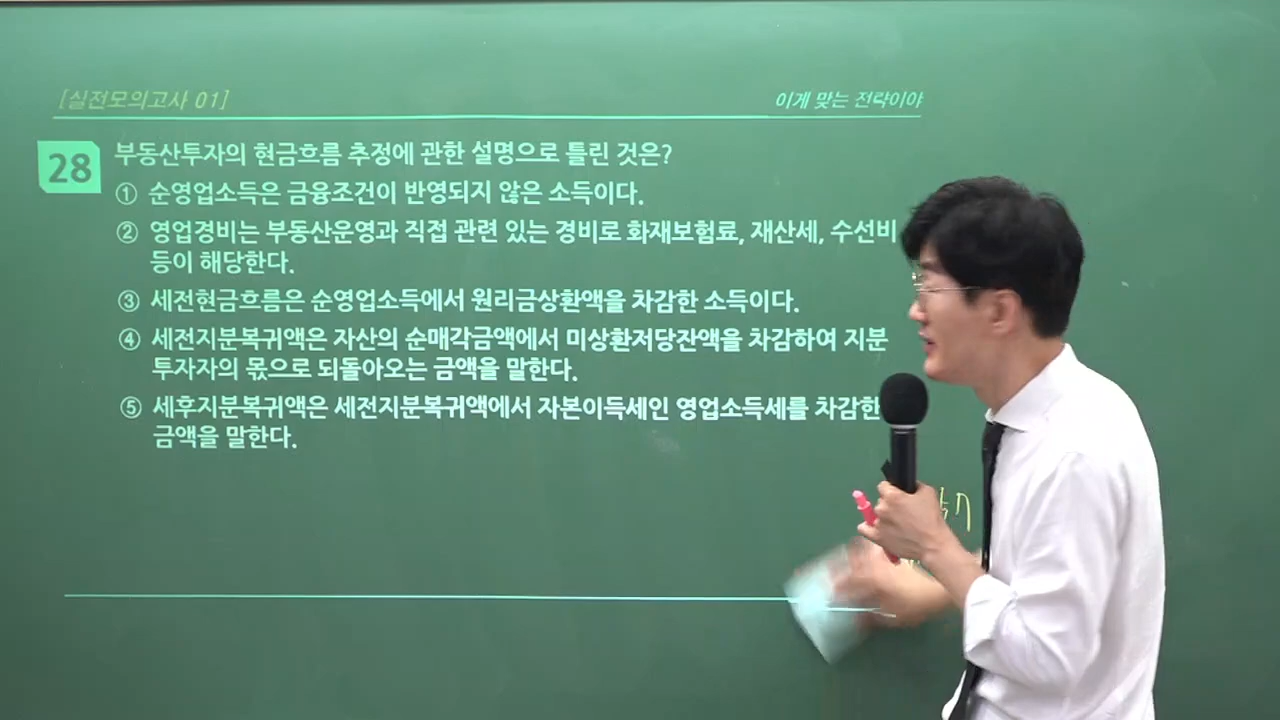 [실전모의고사 01]
이게 맞는 전략이야
28
부동산투자의 현금흐름 추정에 관한 설명으로 틀린 것은?
① 순영업소득은 금융조건이 반영되지 않은 소득이다.
② 영업경비는 부동산운영과 직접 관련 있는 경비로 화재보험료, 재산세, 수선비
등이 해당한다.
③ 세전현금흐름은 순영업소득에서 원리금상환액을 차감한 소득이다.
④ 세전지분복귀액은 자산의 순매각금액에서 미상환저당잔액을 차감하여 지분
투자자의 몫으로 되돌아오는 금액을 말한다.
⑤ 세후지분복귀액은 세전지분복귀액에서 자본이득세인 영업소득세를 차감한
금액을 말한다.